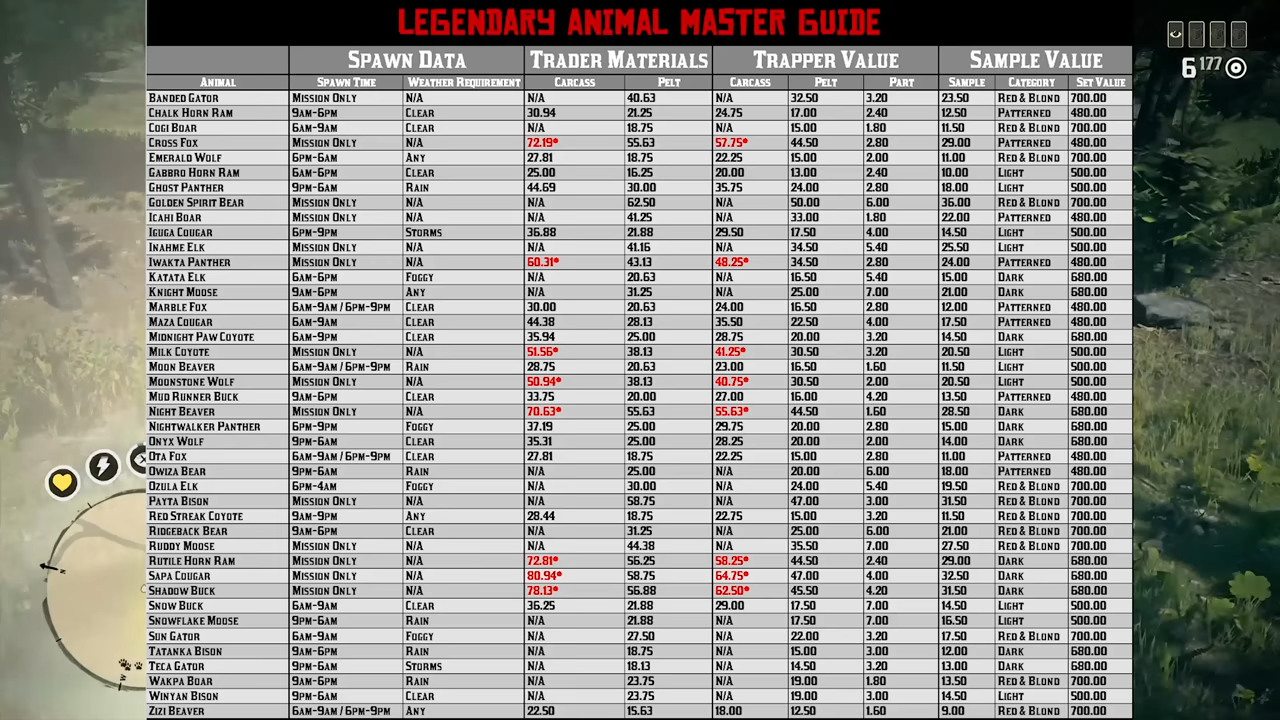 LEGENDARY ANIMAL MASTER GUIDE
SPAWN DATA TRADER MATERIALS TRAPPER VALUE SAMPLE VALUE
ANIMAL SPAWN TIME WEATHER REQUIREMENT CARCASS PELT CARCASS PELT PART SAMPLE CATEGORY SET VALUE
BANDED GATOR MISSION ONLY N/A N/A 40.63 N/A 32.50 3.20 23.50 RED & BLOND 700.00
CHALK HORN RAM 9AM-6PM CLEAR 30.94 21.25 24.75 17.00 2.40 12.50 PATTERNED 480.00
COGI BOAR 6AM-9AM CLEAR N/A 18.75 N/A 15.00 1.80 11.50 RED & BLOND 700.00
CROSS FOX MISSION ONLY N/A 72.19* 55.63 57.75* 44.50 2.80 29.00 PATTERNED 480.00
EMERALD WOLF 6PM-6AM ANY 27.81 18.75 22.25 15.00 2.00 11.00 RED & BLOND 700.00
GABBRO HORN RAM 6AM-6PM CLEAR 25.00 16.25 20.00 13.00 2.40 10.00 LIGHT 500.00
GHOST PANTHER 9PM-6AM RAIN 44.69 30.00 35.75 24.00 2.80 18.00 LIGHT 500.00
GOLDEN SPIRIT BEAR MISSION ONLY N/A N/A 62.50 N/A 50.00 6.00 36.00 RED & BLOND 700.00
ICAHI BOAR MISSION ONLY N/A N/A 41.25 N/A 33.00 1.80 22.00 PATTERNED 480.00
IGUGA COUGAR 6PM-9PM STORMS 36.88 21.88 29.50 17.50 4.00 14.50 LIGHT 500.00
INAHME ELK MISSION ONLY N/A N/A 41.16 N/A 34.50 5.40 25.50 LIGHT 500.00
IWAKTA PANTHER MISSION ONLY N/A 60.31* 43.13 48.25* 34.50 2.80 24.00 PATTERNED 480.00
KATATA ELK 6AM-6PM FOGGY N/A 20.63 N/A 16.50 5.40 15.00 DARK 680.00
KNIGHT MOOSE 9AM-6PM ANY N/A 31.25 N/A 25.00 7.00 21.00 DARK 680.00
MARBLE FOX 6AM-9AM / 6PM-9PM CLEAR 30.00 20.63 24.00 16.50 2.80 12.00 PATTERNED 480.00
MAZA COUGAR 6AM-9AM CLEAR 44.38 28.13 35.50 22.50 4.00 17.50 PATTERNED 480.00
MIDNIGHT PAW COYOTE 6AM-9PM CLEAR 35.94 25.00 28.75 20.00 3.20 14.50 DARK 680.00
MILK COYOTE MISSION ONLY N/A 51.56* 38.13 41.25* 30.50 3.20 20.50 LIGHT 500.00
MOON BEAVER 6AM-9AM / 6PM-9PM RAIN 28.75 20.63 23.00 16.50 1.60 11.50 LIGHT 500.00
MOONSTONE WOLF MISSION ONLY N/A 50.94* 38.13 40.75* 30.50 2.00 20.50 LIGHT 500.00
MUD RUNNER BUCK 9AM-6PM CLEAR 33.75 20.00 27.00 16.00 4.20 13.50 PATTERNED 480.00
NIGHT BEAVER MISSION ONLY N/A 70.63* 55.63 55.63* 44.50 1.60 28.50 DARK 680.00
NIGHTWALKER PANTHER 6PM-9PM FOGGY 37.19 25.00 29.75 20.00 2.80 15.00 DARK 680.00
ONYX WOLF 9PM-6AM CLEAR 35.31 25.00 28.25 20.00 2.00 14.00 DARK 680.00
OTA FOX 6AM-9AM / 6PM-9PM CLEAR 27.81 18.75 22.25 15.00 2.80 11.00 PATTERNED 480.00
OWIZA BEAR 9PM-6AM RAIN N/A 25.00 N/A 20.00 6.00 18.00 PATTERNED 480.00
OZULA ELK 6PM-4AM FOGGY N/A 30.00 N/A 24.00 5.40 19.50 RED & BLOND 700.00
PAYTA BISON MISSION ONLY N/A N/A 58.75 N/A 47.00 3.00 31.50 RED & BLOND 700.00
RED STREAK COYOTE 9AM-9PM ANY 28.44 18.75 22.75 15.00 3.20 11.50 RED & BLOND 700.00
RIDGEBACK BEAR 9AM-6PM CLEAR N/A 31.25 N/A 25.00 6.00 21.00 RED & BLOND 700.00
RUDDY MOOSE MISSION ONLY N/A N/A 44.38 N/A 35.50 7.00 27.50 RED & BLOND 700.00
RUTILE HORN RAM MISSION ONLY N/A 72.81* 56.25 58.25* 44.50 2.40 29.00 DARK 680.00
SAPA COUGAR MISSION ONLY N/A 80.94* 58.75 64.75* 47.00 4.00 32.50 DARK 680.00
SHADOW BUCK MISSION ONLY N/A 78.13* 56.88 62.50* 45.50 4.20 31.50 DARK 680.00
SNOW BUCK 6AM-9AM CLEAR 36.25 21.88 29.00 17.50 7.00 14.50 LIGHT 500.00
SNOWFLAKE MOOSE 9PM-6AM RAIN N/A 21.88 N/A 17.50 7.00 16.50 LIGHT 500.00
SUN GATOR 6AM-9AM FOGGY N/A 27.50 N/A 22.00 3.20 17.50 RED & BLOND 700.00
TATANKA BISON 9AM-6PM RAIN N/A 18.75 N/A 15.00 3.00 12.00 DARK 680.00
TECA GATOR 9PM-6AM STORMS N/A 18.13 N/A 14.50 3.20 13.00 DARK 680.00
WAKPA BOAR 9AM-6PM RAIN N/A 23.75 N/A 19.00 1.80 13.50 RED & BLOND 700.00
WINYAN BISON 9PM-6AM CLEAR N/A 23.75 N/A 19.00 3.00 14.50 LIGHT 500.00
ZIZI BEAVER 6AM-9AM / 6PM-9PM ANY 22.50 15.63 18.00 12.50 1.60 9.00 RED & BLOND 700.00
6 177
N
W